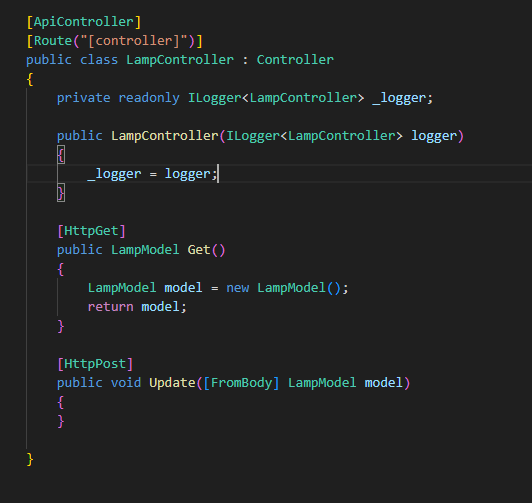 [ApiController]
[Route("[controller]")]
public class LampController : Controller
{
    private readonly ILogger<LampController> _logger;

    public LampController(ILogger<LampController> logger)
    {
        _logger = logger;
    }

    [HttpGet]
    public LampModel Get()
    {
        LampModel model = new LampModel();
        return model;
    }

    [HttpPost]
    public void Update([FromBody] LampModel model)
    {
    }

}